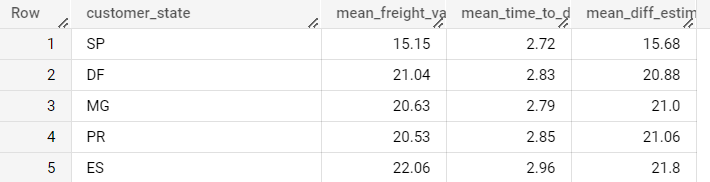 Row customer_state mean_freight_va mean_time_to_d mean_diff_estim
1 SP 15.15 2.72 15.68
2 DF 21.04 2.83 20.88
3 MG 20.63 2.79 21.0
4 PR 20.53 2.85 21.06
5 ES 22.06 2.96 21.8